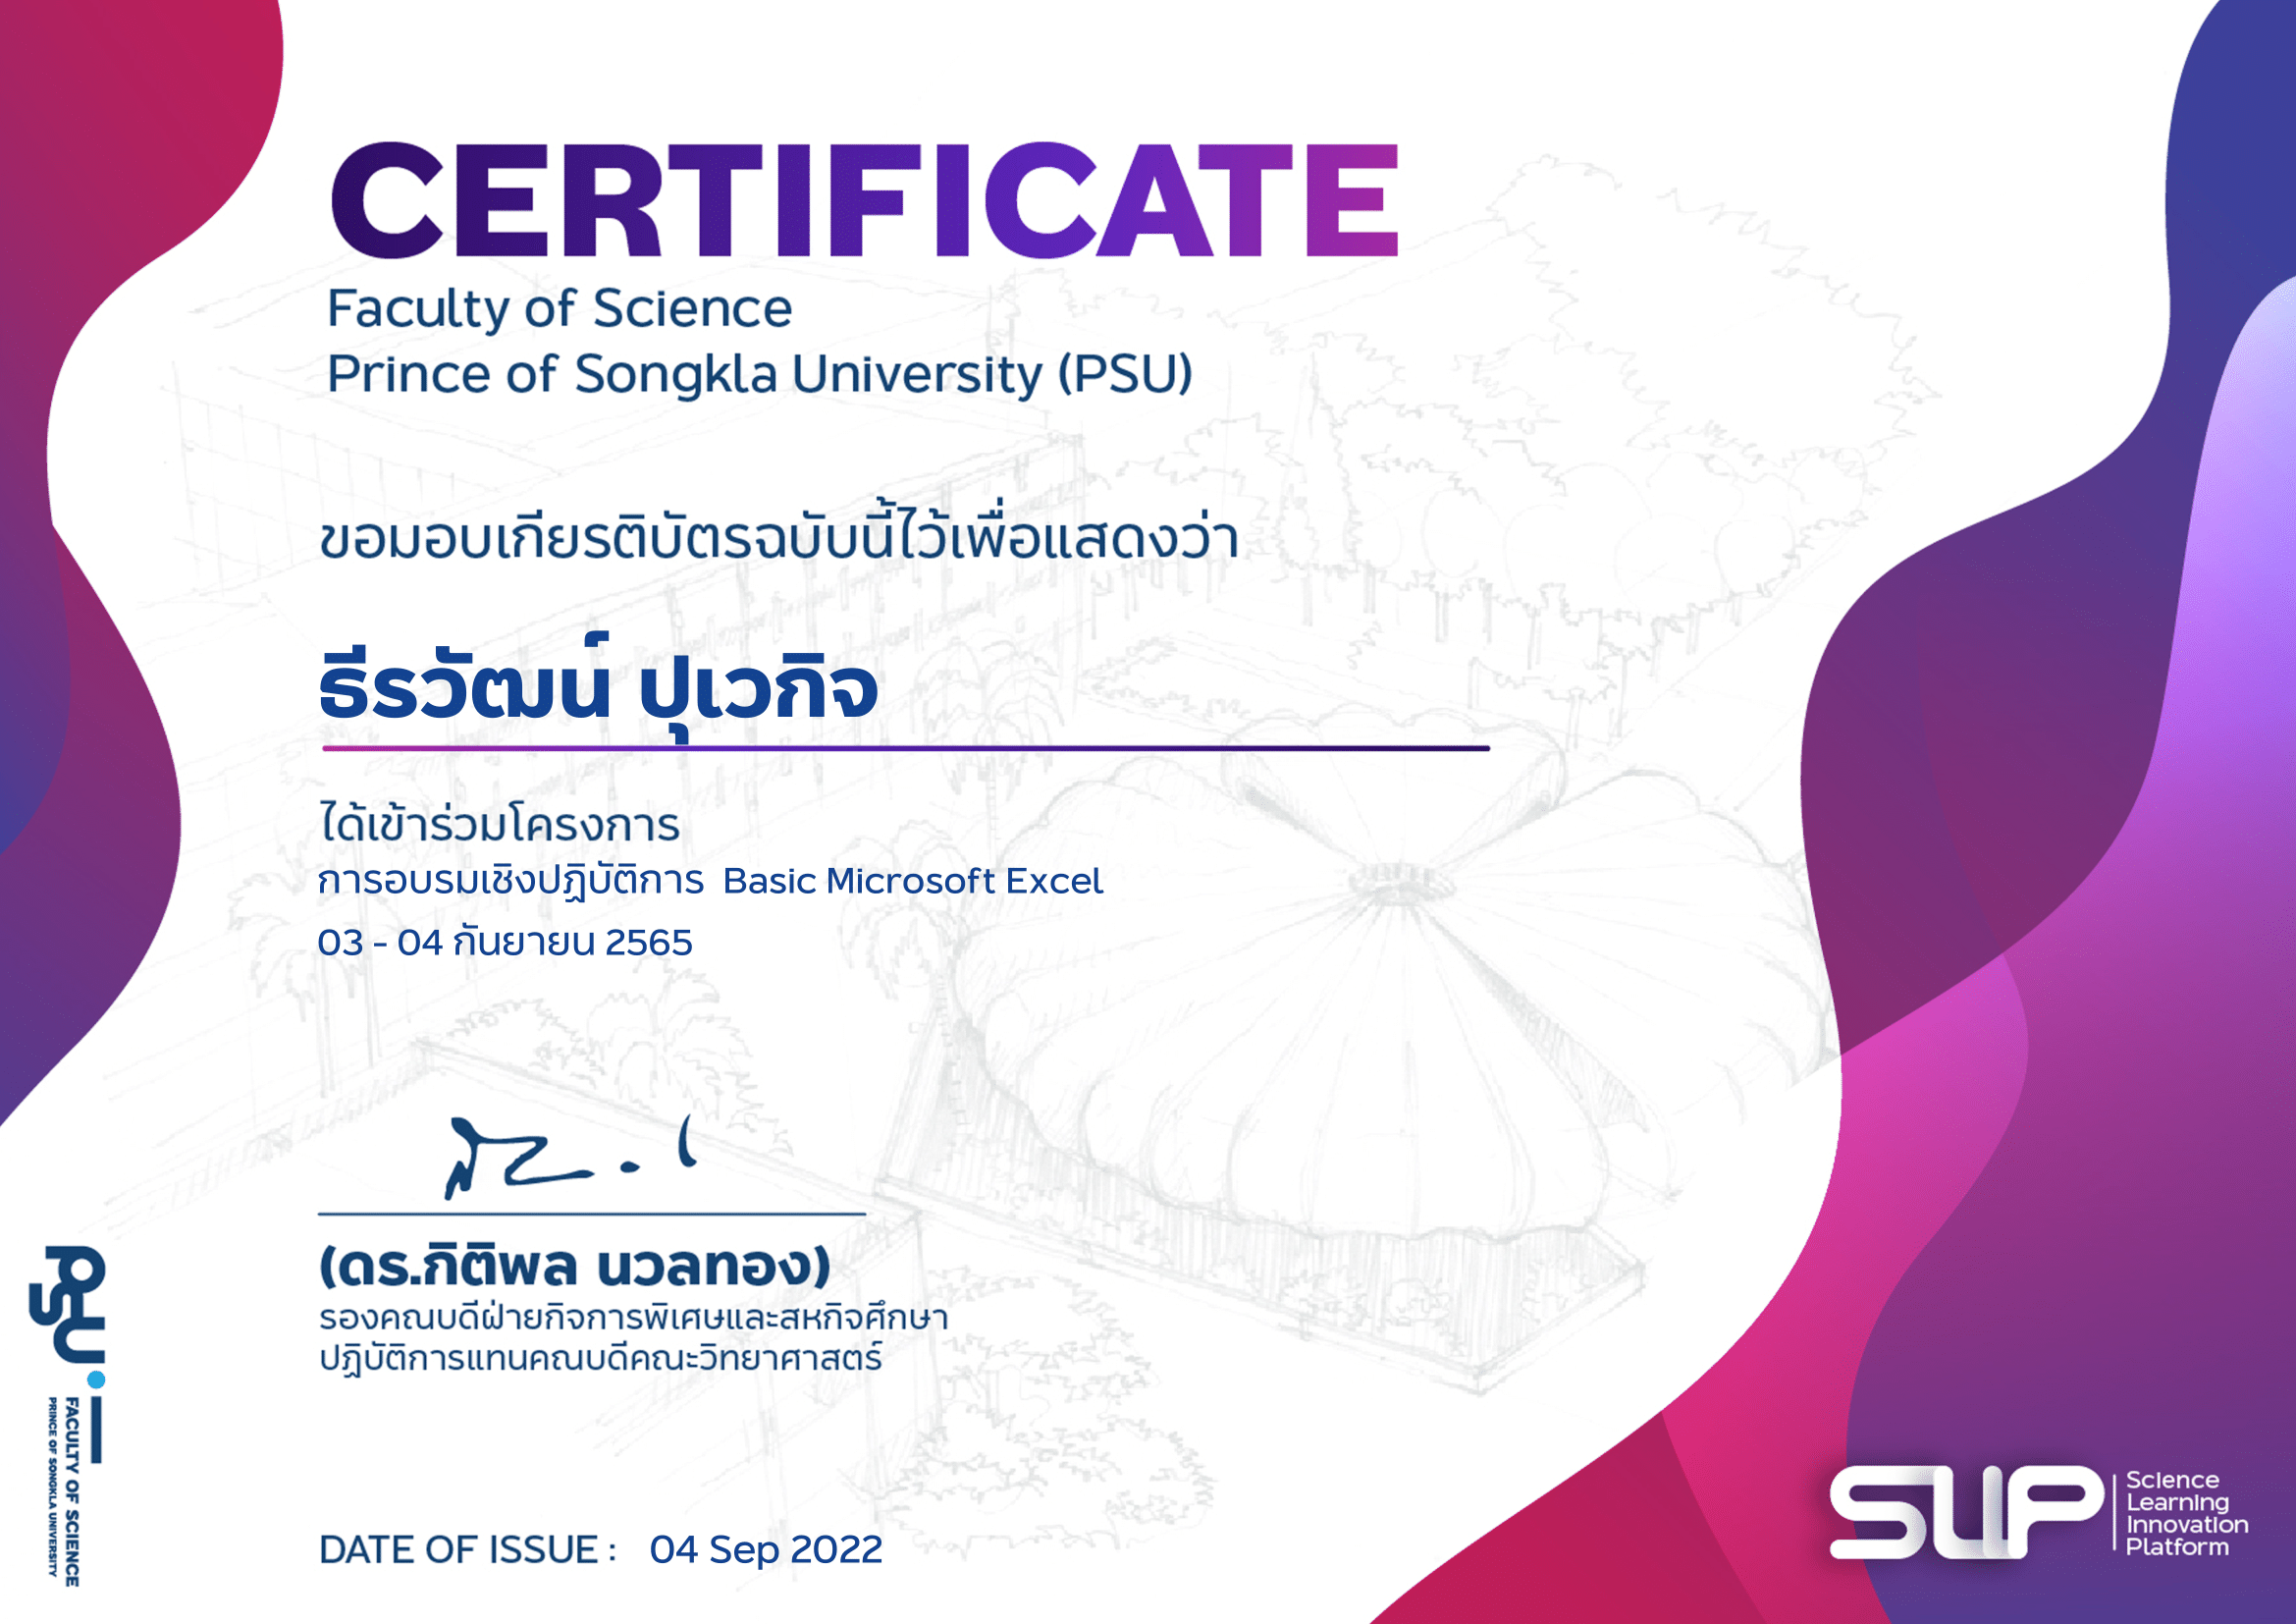 CERTIFICATE
Faculty of Science
Prince of Songkla University (PSU)
ขอมอบเกียรติบัตรฉบับนี้ไว้เพื่อแสดงว่า
ธีรวัฒน์ ปุเวกิจ
ได้เข้าร่วมโครงการ
การอบรมเชิงปฏิบัติการ Basic Microsoft Excel
03 - 04 กันยายน 2565
(ดร.กิติพล นวลทอง)
รองคณบดีฝ่ายกิจการพิเศษและสหกิจศึกษา
ปฏิบัติการแทนคณบดีคณะวิทยาศาสตร์
DATE OF ISSUE : 04 Sep 2022
PSU
FACULTY OF SCIENCE
PRINCE OF SONGKLA UNIVERSITY
SLIP
Science
Learning
Innovation
Platform